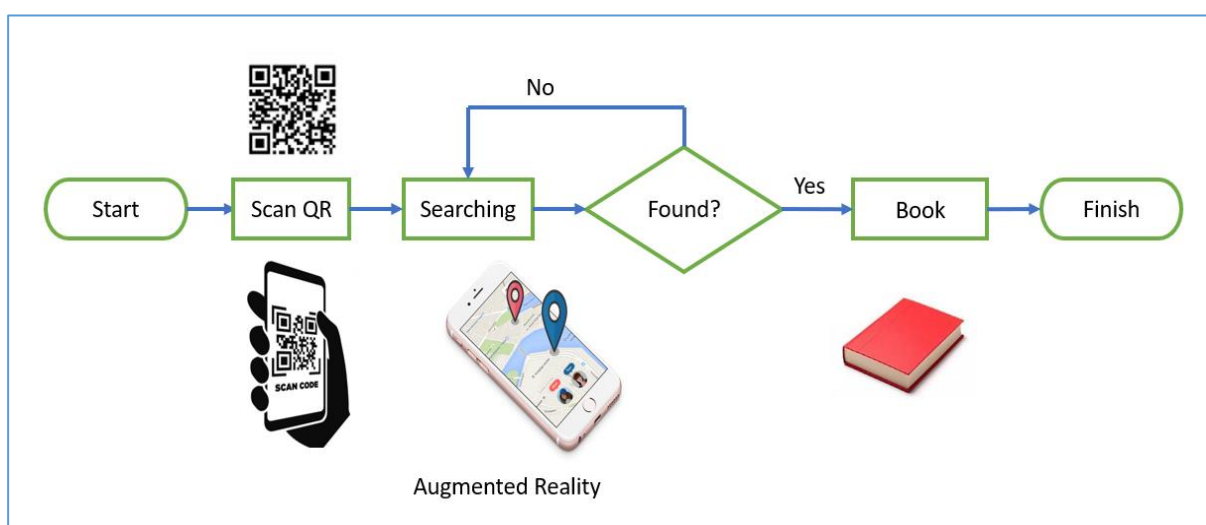 No
Start
Scan QR
Searching
Found?
Yes
Book
Finish
SCAN CODE
Augmented Reality